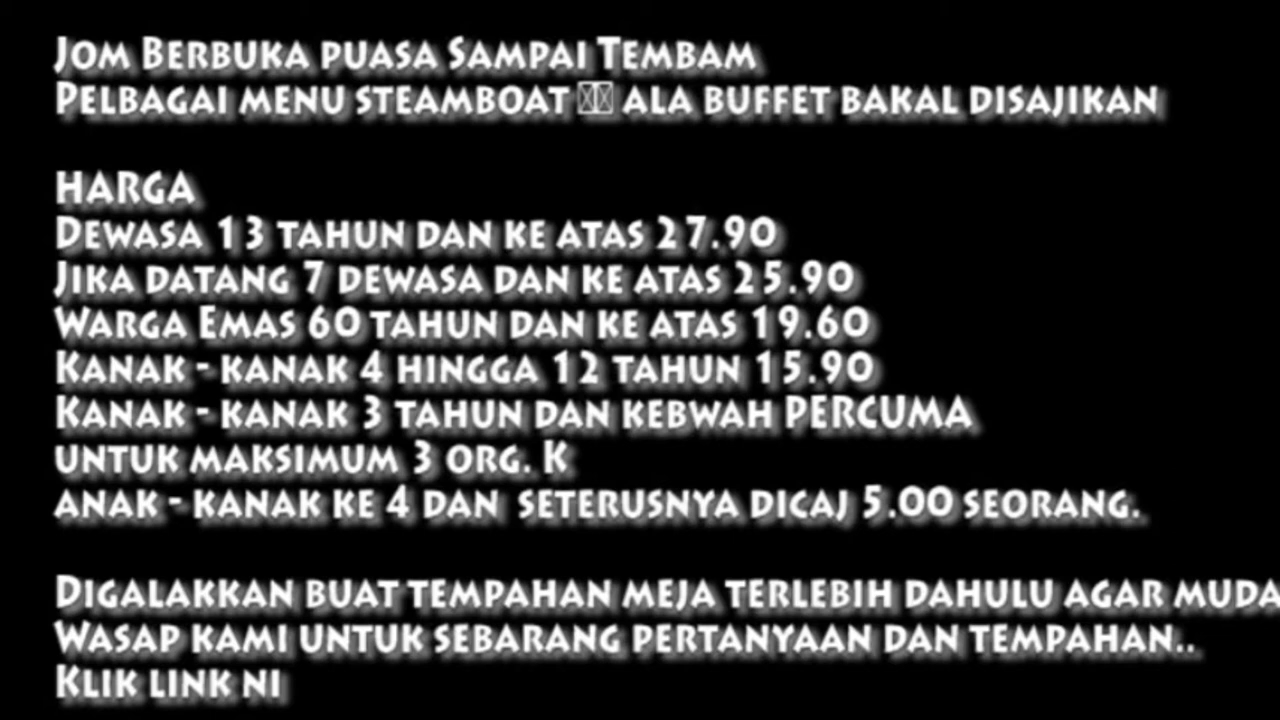 Jom Berbuka puasa Sampai Tembam
Pelbagai menu steamboat ala buffet bakal disajikan
HARGA
Dewasa 13 tahun dan ke atas 27.90
Jika datang 7 dewasa dan ke atas 25.90
Warga Emas 60 tahun dan ke atas 19.60
Kanak - kanak 4 hingga 12 tahun 15.90
Kanak - kanak 3 tahun dan kebwah PERCUMA
untuk maksimum 3 org. K
anak - kanak ke 4 dan seterusnya dicaj 5.00 seorang.
Digalakkan buat tempahan meja terlebih dahulu agar muda
Wasap kami untuk sebarang pertanyaan dan tempahan..
Klik link ni